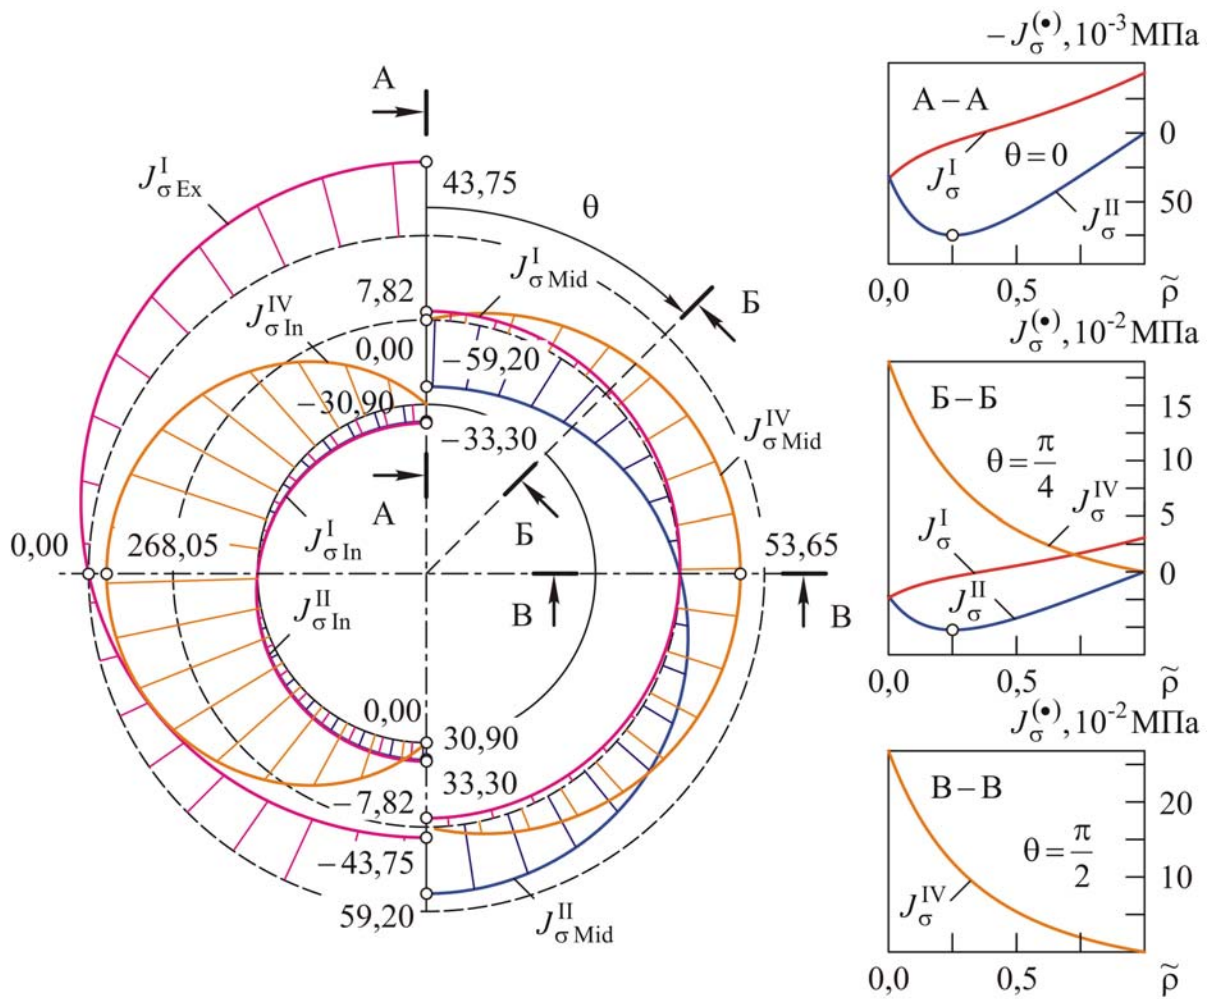 А
J^I_σ Ex
43,75
θ
J^I_σ Mid
Б
7,82
J^IV_σ In
0,00
−59,20
−30,90
−33,30
J^IV_σ Mid
А
J^I_σ In
Б
0,00
268,05
53,65
J^II_σ In
В
В
0,00
30,90
33,30
−7,82
−43,75
59,20
J^II_σ Mid
−J^(•)_σ, 10^-3 МПа
А – А
0
θ = 0
J^I_σ
J^II_σ
50
0,0
0,5
ρ̃
J^(•)_σ, 10^-2 МПа
Б – Б
15
θ = π/4
10
J^IV_σ
J^I_σ
5
0
J^II_σ
0,0
0,5
ρ̃
J^(•)_σ, 10^-2 МПа
В – В
20
θ = π/2
10
J^IV_σ
0,0
0,5
ρ̃